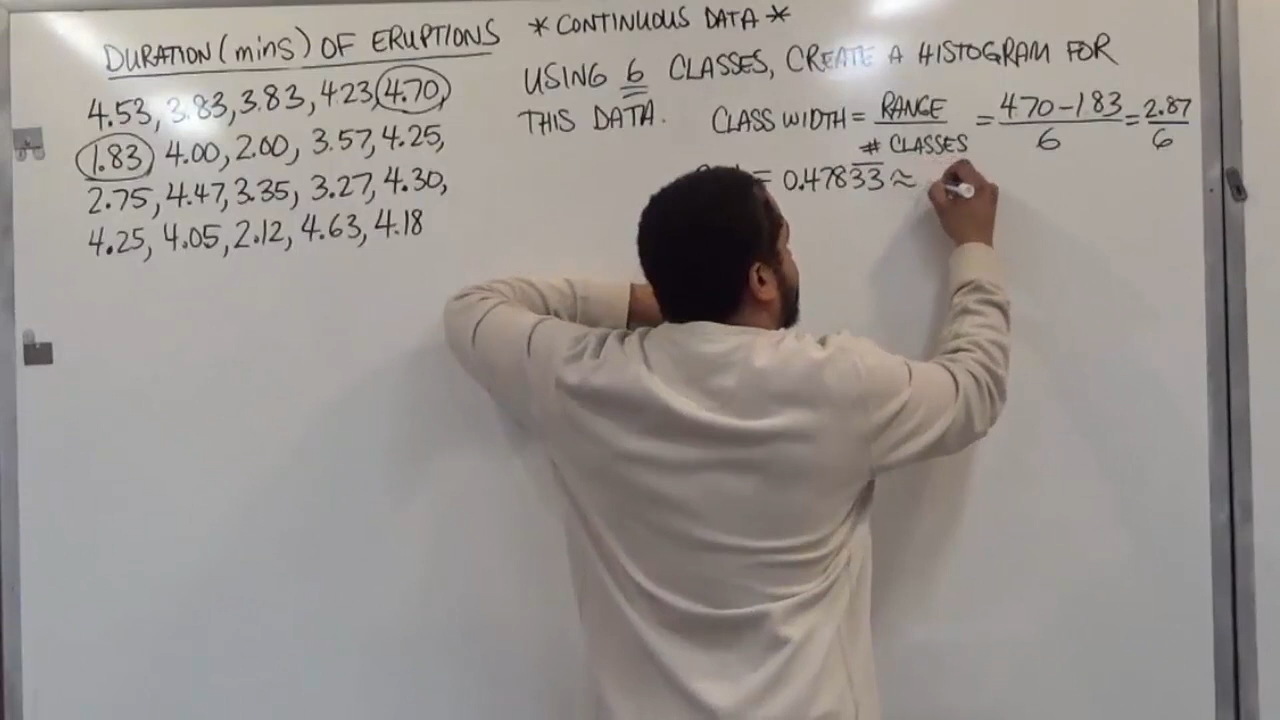 DURATION (mins) OF ERUPTIONS
4.53, 3.83, 3.83, 423, 4.70,
1.83, 4.00, 2.00, 3.57, 4.25,
2.75, 4.47, 3.35, 3.27, 4.30,
4.25, 4.05, 2.12, 4.63, 4.18
* CONTINUOUS DATA *
USING 6 CLASSES, CREATE A HISTOGRAM FOR
THIS DATA.
CLASS WIDTH = RANGE / # CLASSES = 4.70 - 1.83 / 6 = 2.87 / 6
= 0.47833 ≈